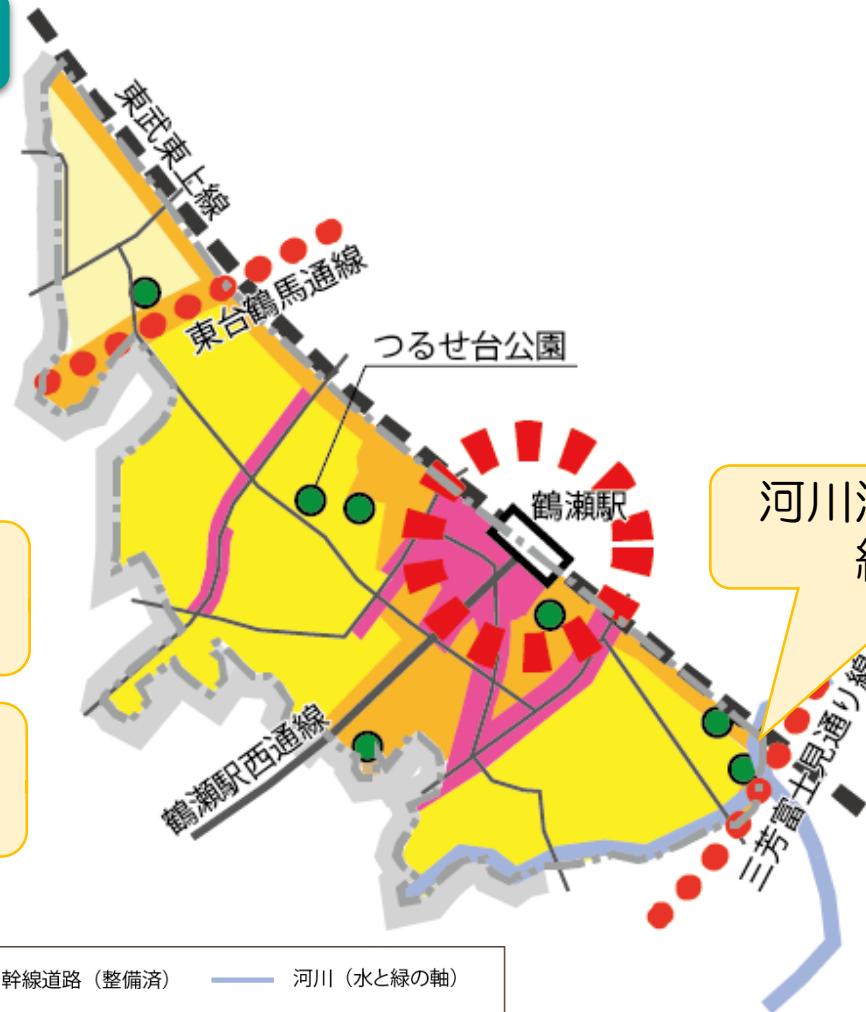 東武東上線
東台鶴馬通線
つるせ台公園
鶴瀬駅
河川
鶴瀬駅西通線
三芳富士見通り線
幹線道路（整備済）
河川（水と緑の軸）